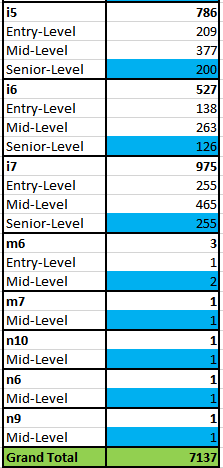 i5 786
Entry-Level 209
Mid-Level 377
Senior-Level 200
i6 527
Entry-Level 138
Mid-Level 263
Senior-Level 126
i7 975
Entry-Level 255
Mid-Level 465
Senior-Level 255
m6 3
Entry-Level 1
Mid-Level 2
m7 1
Mid-Level 1
n10 1
Mid-Level 1
n6 1
Mid-Level 1
n9 1
Mid-Level 1
Grand Total 7137